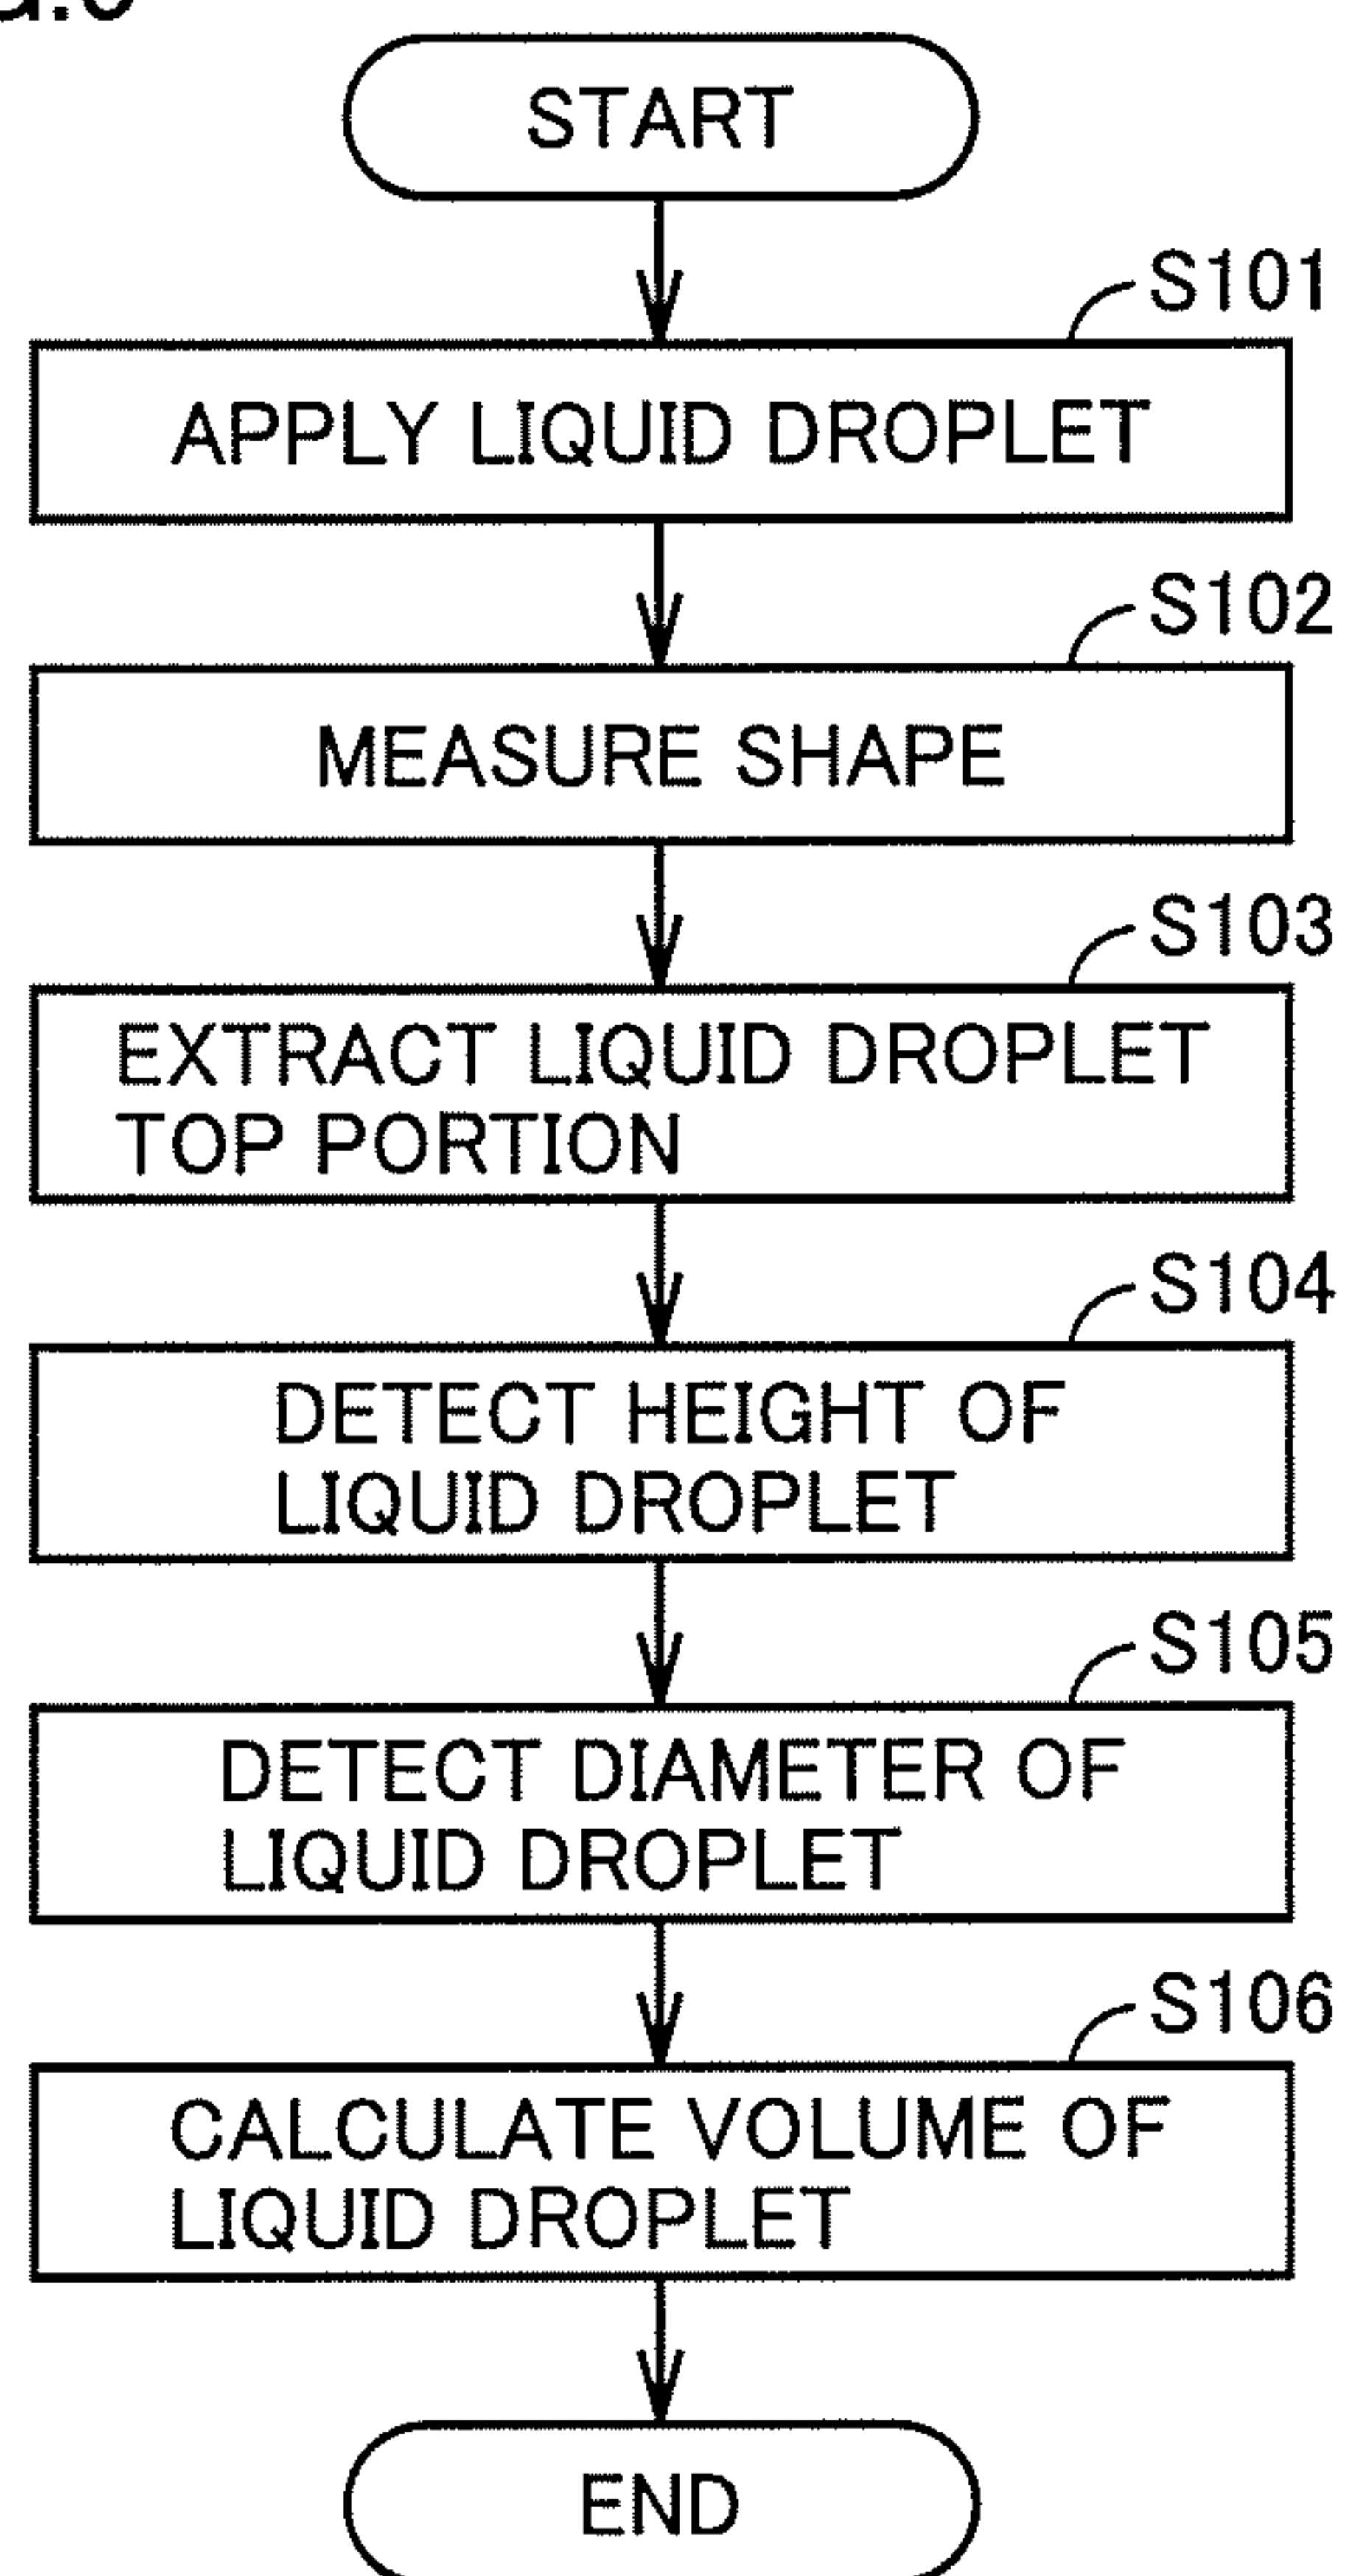 START
S101
APPLY LIQUID DROPLET
S102
MEASURE SHAPE
S103
EXTRACT LIQUID DROPLET
TOP PORTION
S104
DETECT HEIGHT OF
LIQUID DROPLET
S105
DETECT DIAMETER OF
LIQUID DROPLET
S106
CALCULATE VOLUME OF
LIQUID DROPLET
END